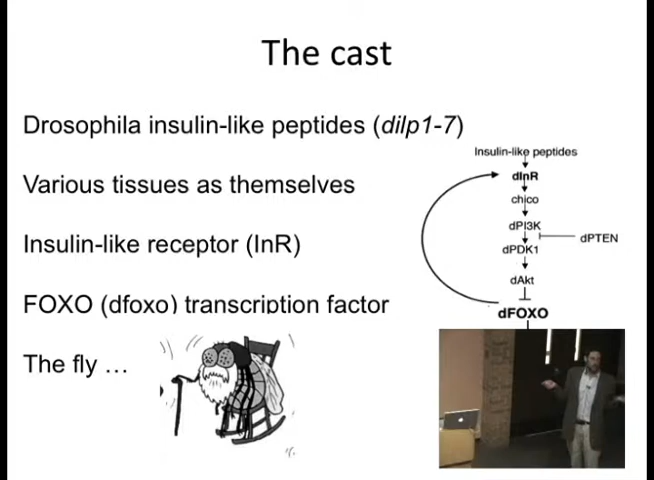 The cast
Drosophila insulin-like peptides (dilp1-7)
Various tissues as themselves
Insulin-like receptor (InR)
FOXO (dfoxo) transcription factor
The fly ...
Insulin-like peptides
dInR
chico
dPI3K
dPTEN
dPDK1
dAkt
dFOXO